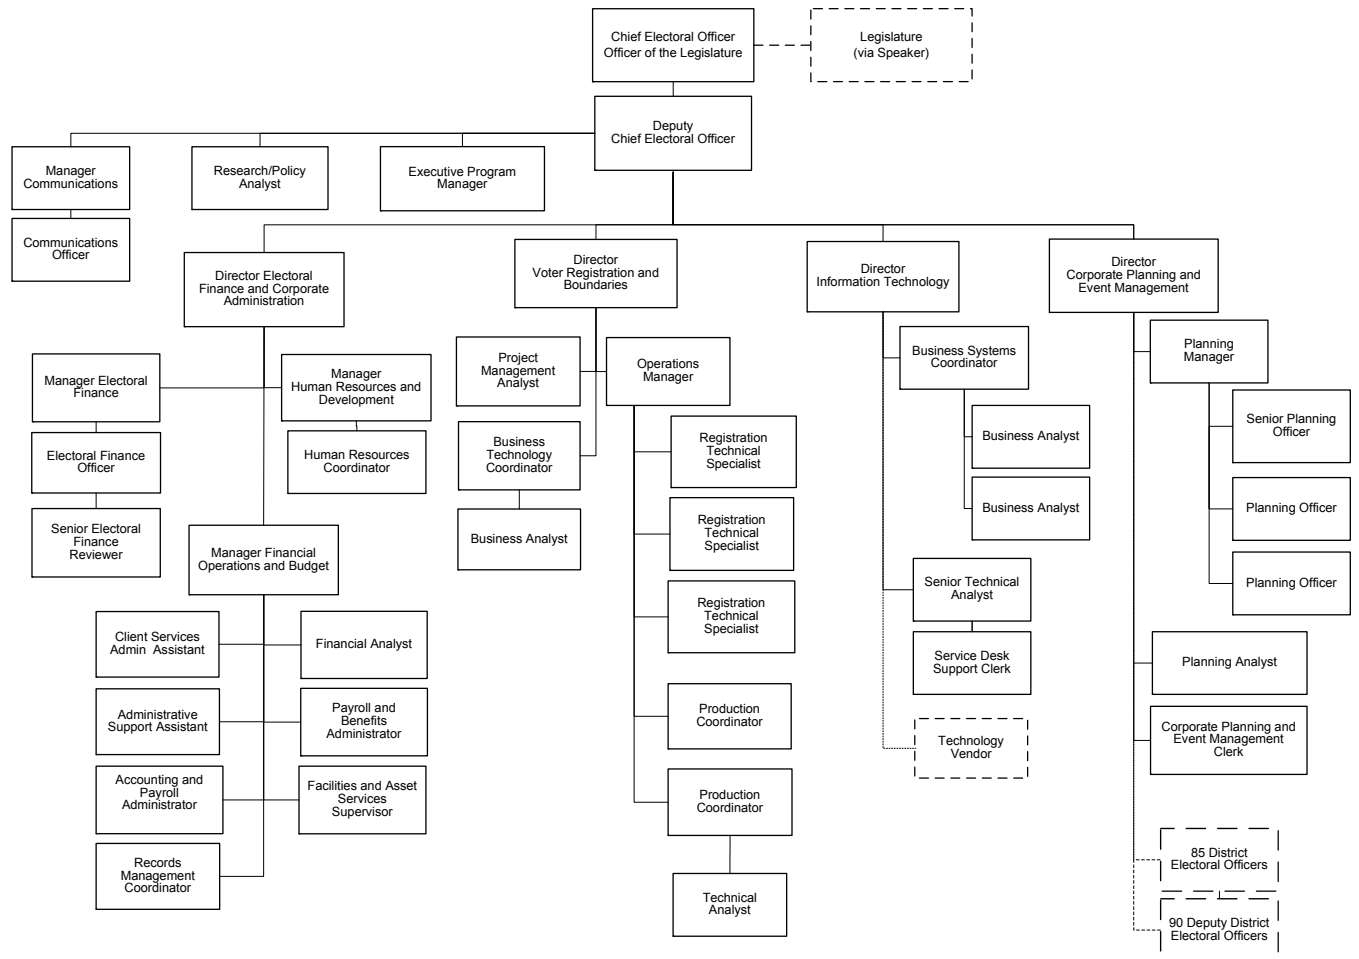 Chief Electoral Officer
Officer of the Legislature
Legislature
(via Speaker)
Deputy
Chief Electoral Officer
Manager
Communications
Research/Policy
Analyst
Executive Program
Manager
Communications
Officer
Director Electoral
Finance and Corporate
Administration
Director
Voter Registration and
Boundaries
Director
Information Technology
Director
Corporate Planning and
Event Management
Manager Electoral
Finance
Manager
Human Resources and
Development
Electoral Finance
Officer
Human Resources
Coordinator
Senior Electoral
Finance
Reviewer
Manager Financial
Operations and Budget
Client Services
Admin Assistant
Financial Analyst
Administrative
Support Assistant
Payroll and
Benefits
Administrator
Accounting and
Payroll
Administrator
Facilities and Asset
Services
Supervisor
Records
Management
Coordinator
Project
Management
Analyst
Operations
Manager
Business
Technology
Coordinator
Business Analyst
Registration
Technical
Specialist
Registration
Technical
Specialist
Registration
Technical
Specialist
Production
Coordinator
Production
Coordinator
Technical
Analyst
Business Systems
Coordinator
Business Analyst
Business Analyst
Senior Technical
Analyst
Service Desk
Support Clerk
Technology
Vendor
Planning
Manager
Senior Planning
Officer
Planning Officer
Planning Officer
Planning Analyst
Corporate Planning and
Event Management
Clerk
85 District
Electoral Officers
90 Deputy District
Electoral Officers